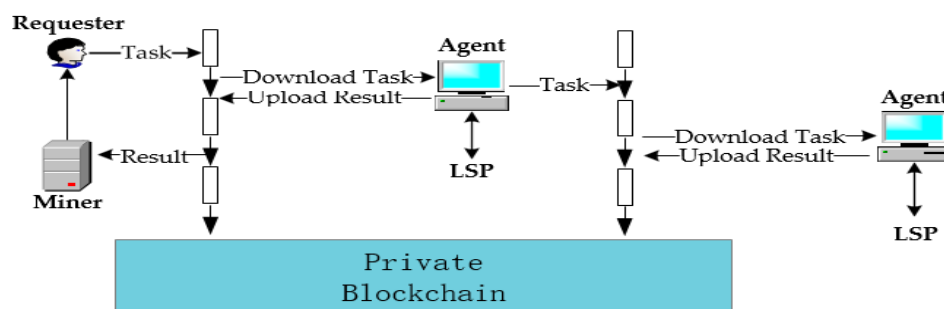 Requester
Task
Agent
Download Task
Upload Result
Task
Agent
Download Task
Upload Result
Result
LSP
Miner
LSP
Private
Blockchain